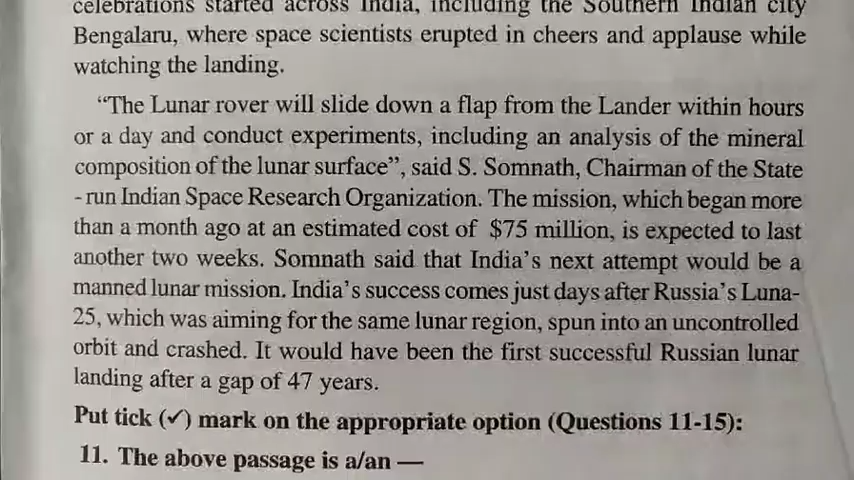 celebrations started across India, including the Southern Indian city
Bengalaru, where space scientists erupted in cheers and applause while
watching the landing.
“The Lunar rover will slide down a flap from the Lander within hours
or a day and conduct experiments, including an analysis of the mineral
composition of the lunar surface”, said S. Somnath, Chairman of the State
- run Indian Space Research Organization. The mission, which began more
than a month ago at an estimated cost of $75 million, is expected to last
another two weeks. Somnath said that India’s next attempt would be a
manned lunar mission. India’s success comes just days after Russia’s Luna-
25, which was aiming for the same lunar region, spun into an uncontrolled
orbit and crashed. It would have been the first successful Russian lunar
landing after a gap of 47 years.
Put tick (✓) mark on the appropriate option (Questions 11-15):
11. The above passage is a/an —